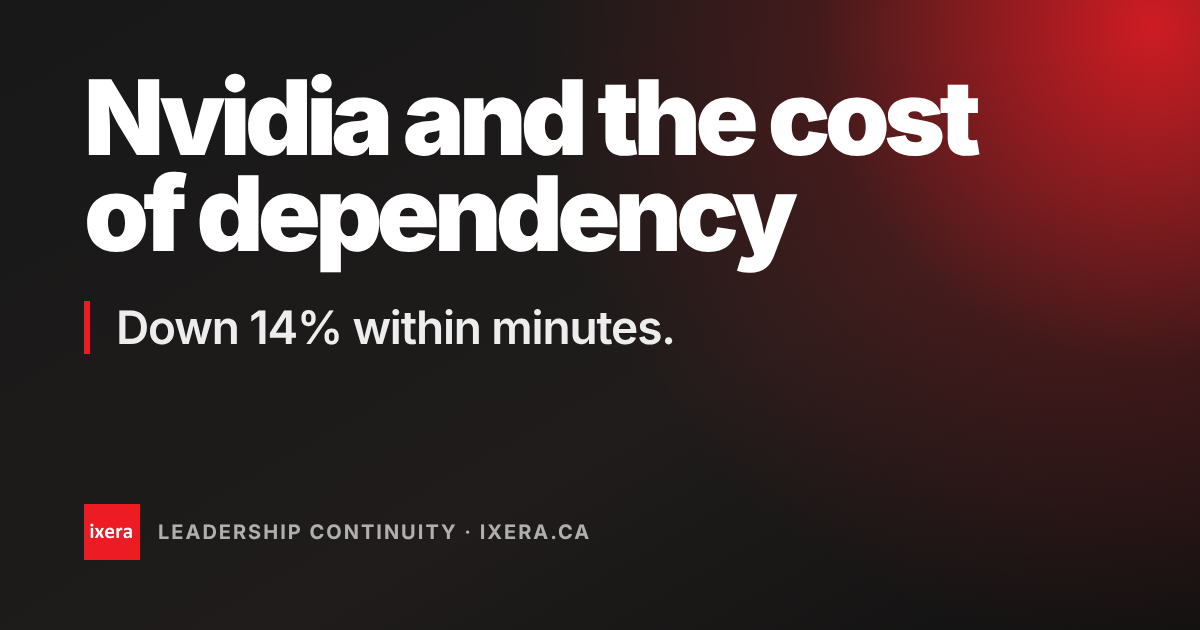 Nvidia and the cost
of dependency
Down 14% within minutes.
ixera
LEADERSHIP CONTINUITY · IXERA.CA